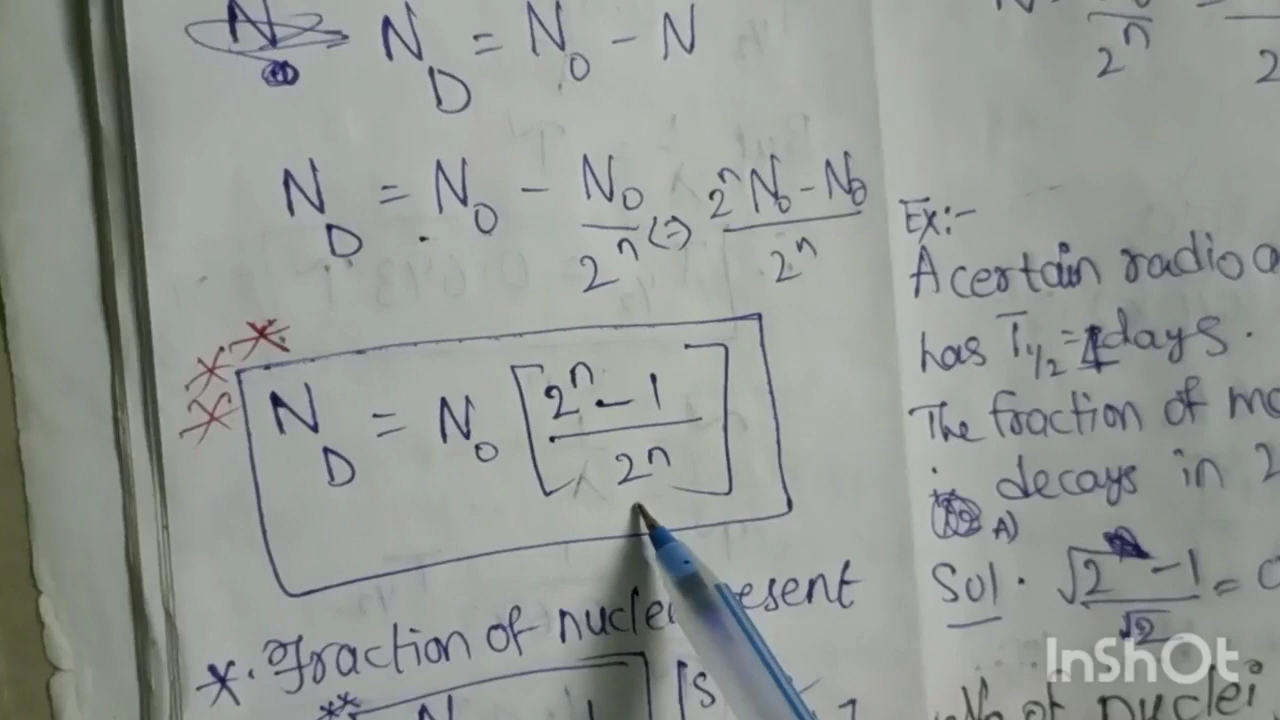 N_D = N_0 - N
N_D = N_0 - N_0/2^n (=) 2^n N_0 - N_0/2^n
N_D = N_0 [2^n - 1/2^n]
*. fraction of
2^n
Ex:-
A certain radio
has T_1/2 = days.
The fraction of
decays in 2
A)
Sol. √2 - 1/√2 =
No of nuclei
InShOt